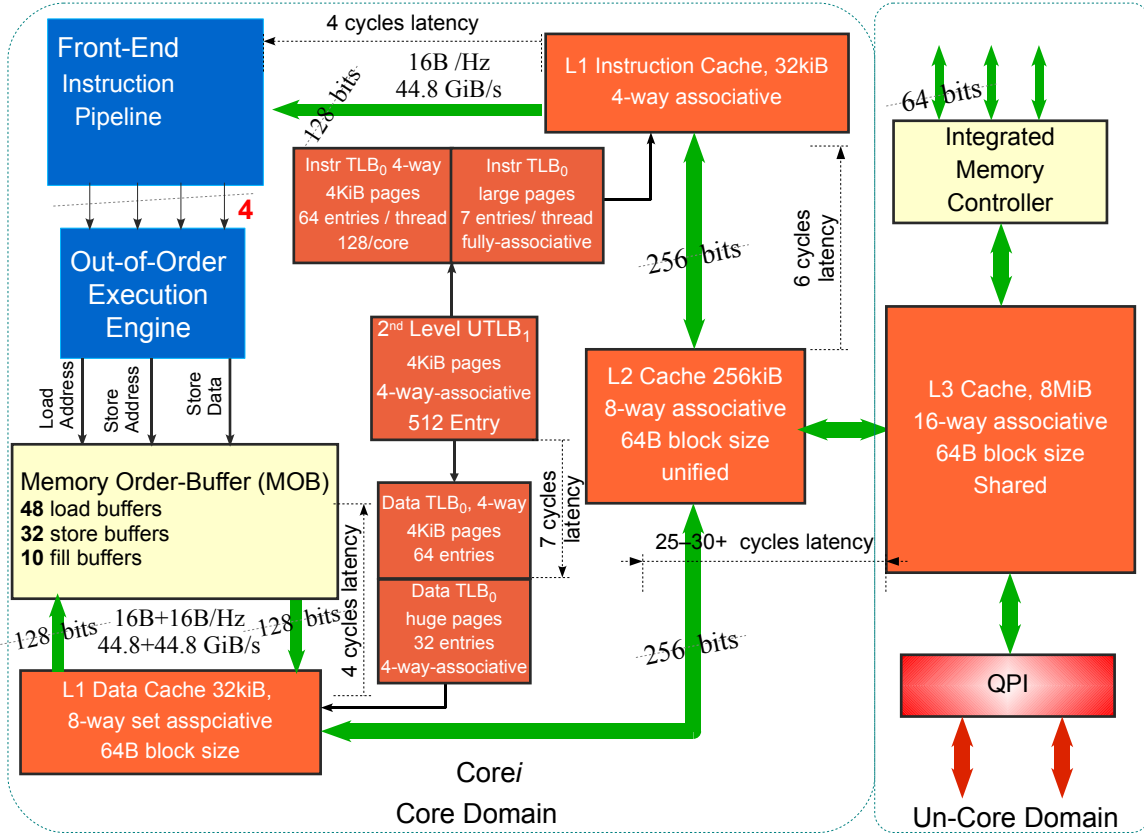 4 cycles latency
Front-End
Instruction
Pipeline
16B /Hz
44.8 GiB/s
128 bits
L1 Instruction Cache, 32kiB
4-way associative
64 bits
Integrated
Memory
Controller
Instr TLB₀ 4-way
4KiB pages
64 entries / thread
128/core
Instr TLB₀
large pages
7 entries/ thread
fully-associative
4
256 bits
6 cycles
latency
Out-of-Order
Execution
Engine
2ⁿᵈ Level UTLB₁
4KiB pages
4-way-associative
512 Entry
Load
Address
Store
Address
Store
Data
L2 Cache 256kiB
8-way associative
64B block size
unified
L3 Cache, 8MiB
16-way associative
64B block size
Shared
Memory Order-Buffer (MOB)
48 load buffers
32 store buffers
10 fill buffers
4 cycles latency
Data TLB₀, 4-way
4KiB pages
64 entries
7 cycles
latency
25–30+ cycles latency
Data TLB₀
huge pages
32 entries
4-way-associative
128 bits
16B+16B/Hz
44.8+44.8 GiB/s
128 bits
256 bits
L1 Data Cache 32kiB,
8-way set asspciative
64B block size
QPI
Corei
Core Domain
Un-Core Domain